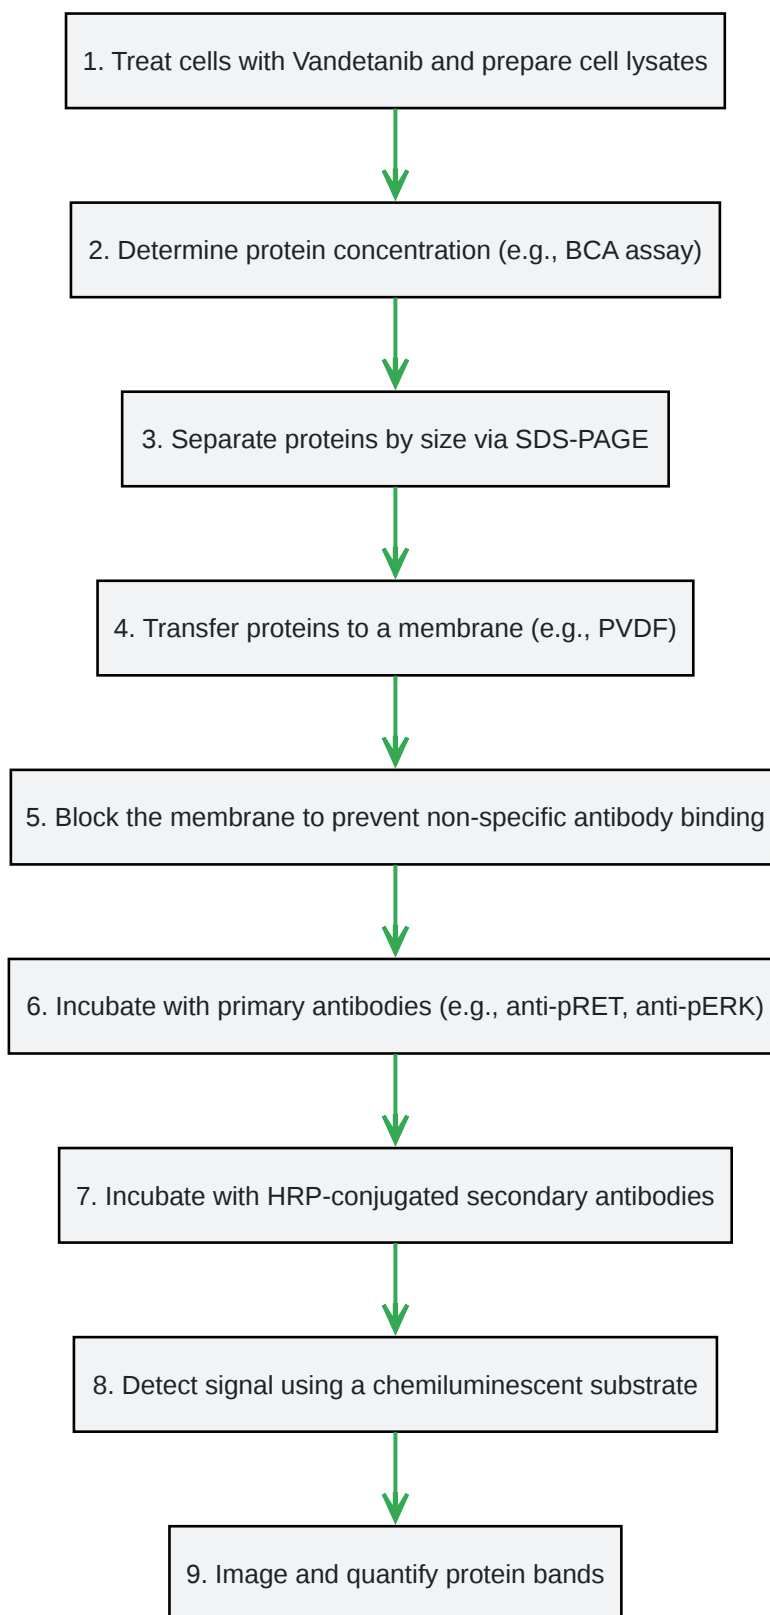 1. Treat cells with Vandetanib and prepare cell lysates
2. Determine protein concentration (e.g., BCA assay)
3. Separate proteins by size via SDS-PAGE
4. Transfer proteins to a membrane (e.g., PVDF)
5. Block the membrane to prevent non-specific antibody binding
6. Incubate with primary antibodies (e.g., anti-pRET, anti-pERK)
7. Incubate with HRP-conjugated secondary antibodies
8. Detect signal using a chemiluminescent substrate
9. Image and quantify protein bands